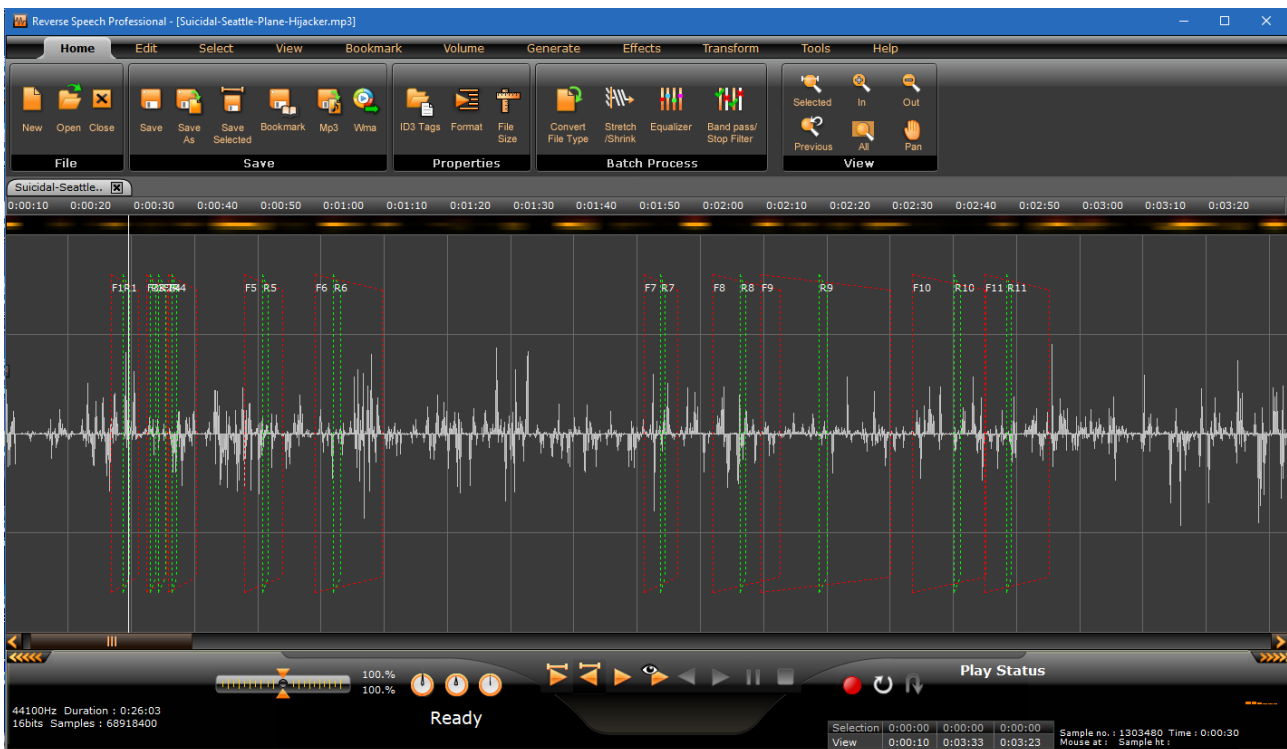 Reverse Speech Professional - [Suicidal-Seattle-Plane-Hijacker.mp3]
Home Edit Select View Bookmark Volume Generate Effects Transform Tools Help
New Open Close
File
Save Save As Save Selected Bookmark Mp3 Wma
Save
ID3 Tags Format File Size
Properties
Convert File Type Stretch /Shrink Equalizer Band pass/ Stop Filter
Batch Process
Selected In Out
Previous All Pan
View
Suicidal-Seattle..
0:00:10 0:00:20 0:00:30 0:00:40 0:00:50 0:01:00 0:01:10 0:01:20 0:01:30 0:01:40 0:01:50 0:02:00 0:02:10 0:02:20 0:02:30 0:02:40 0:02:50 0:03:00 0:03:10 0:03:20
F1 R1 F5 R5 F6 R6 F7 R7 F8 R8 F9 R9 F10 R10 F11 R11
100.%
100.%
Ready
Play Status
44100Hz Duration : 0:26:03
16bits Samples : 68918400
Selection 0:00:00 0:00:00 0:00:00
View 0:00:10 0:03:33 0:03:23
Sample no. : 1303480 Time : 0:00:30
Mouse at : Sample ht :